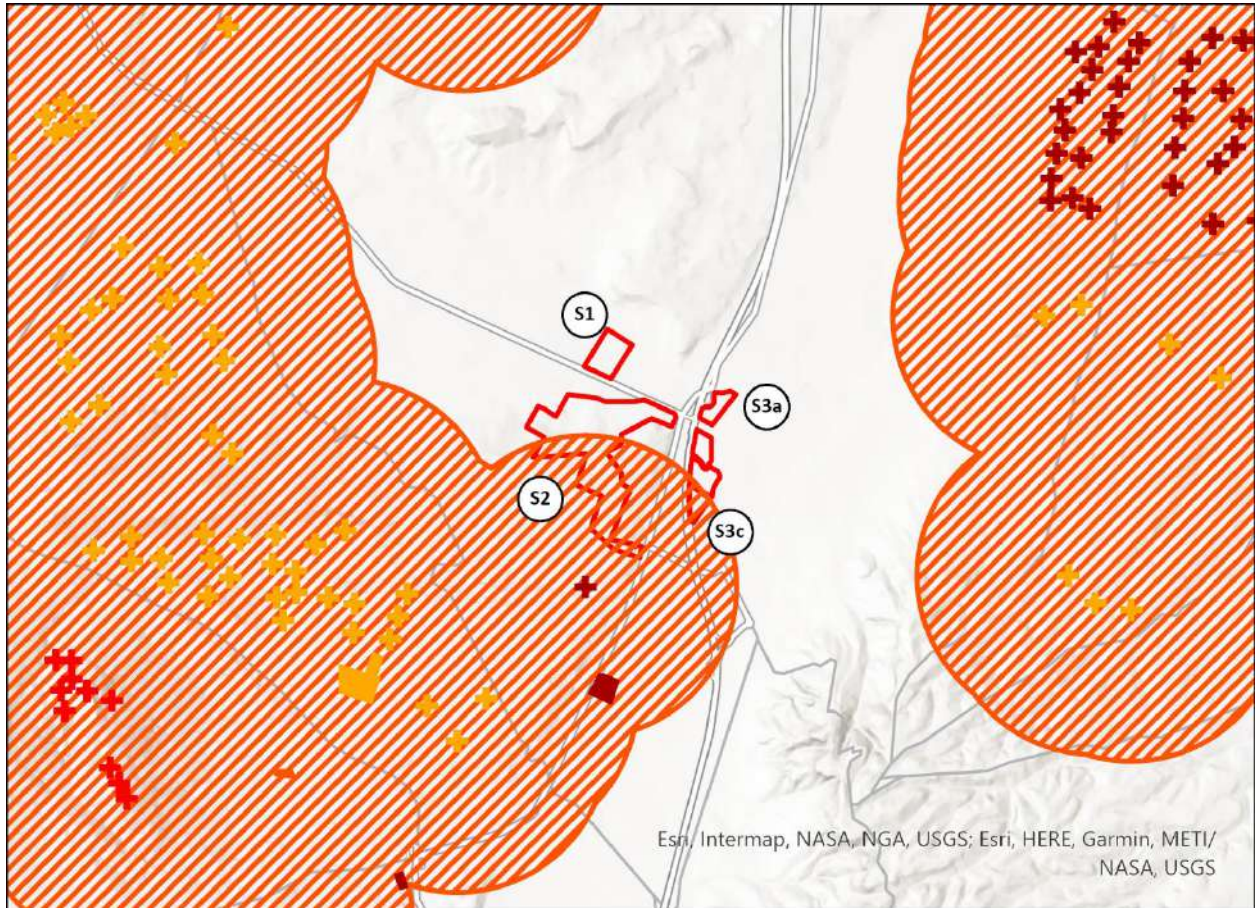 S1
S3a
S2
S3c
Esri, Intermap, NASA, NGA, USGS; Esri, HERE, Garmin, METI/
NASA, USGS